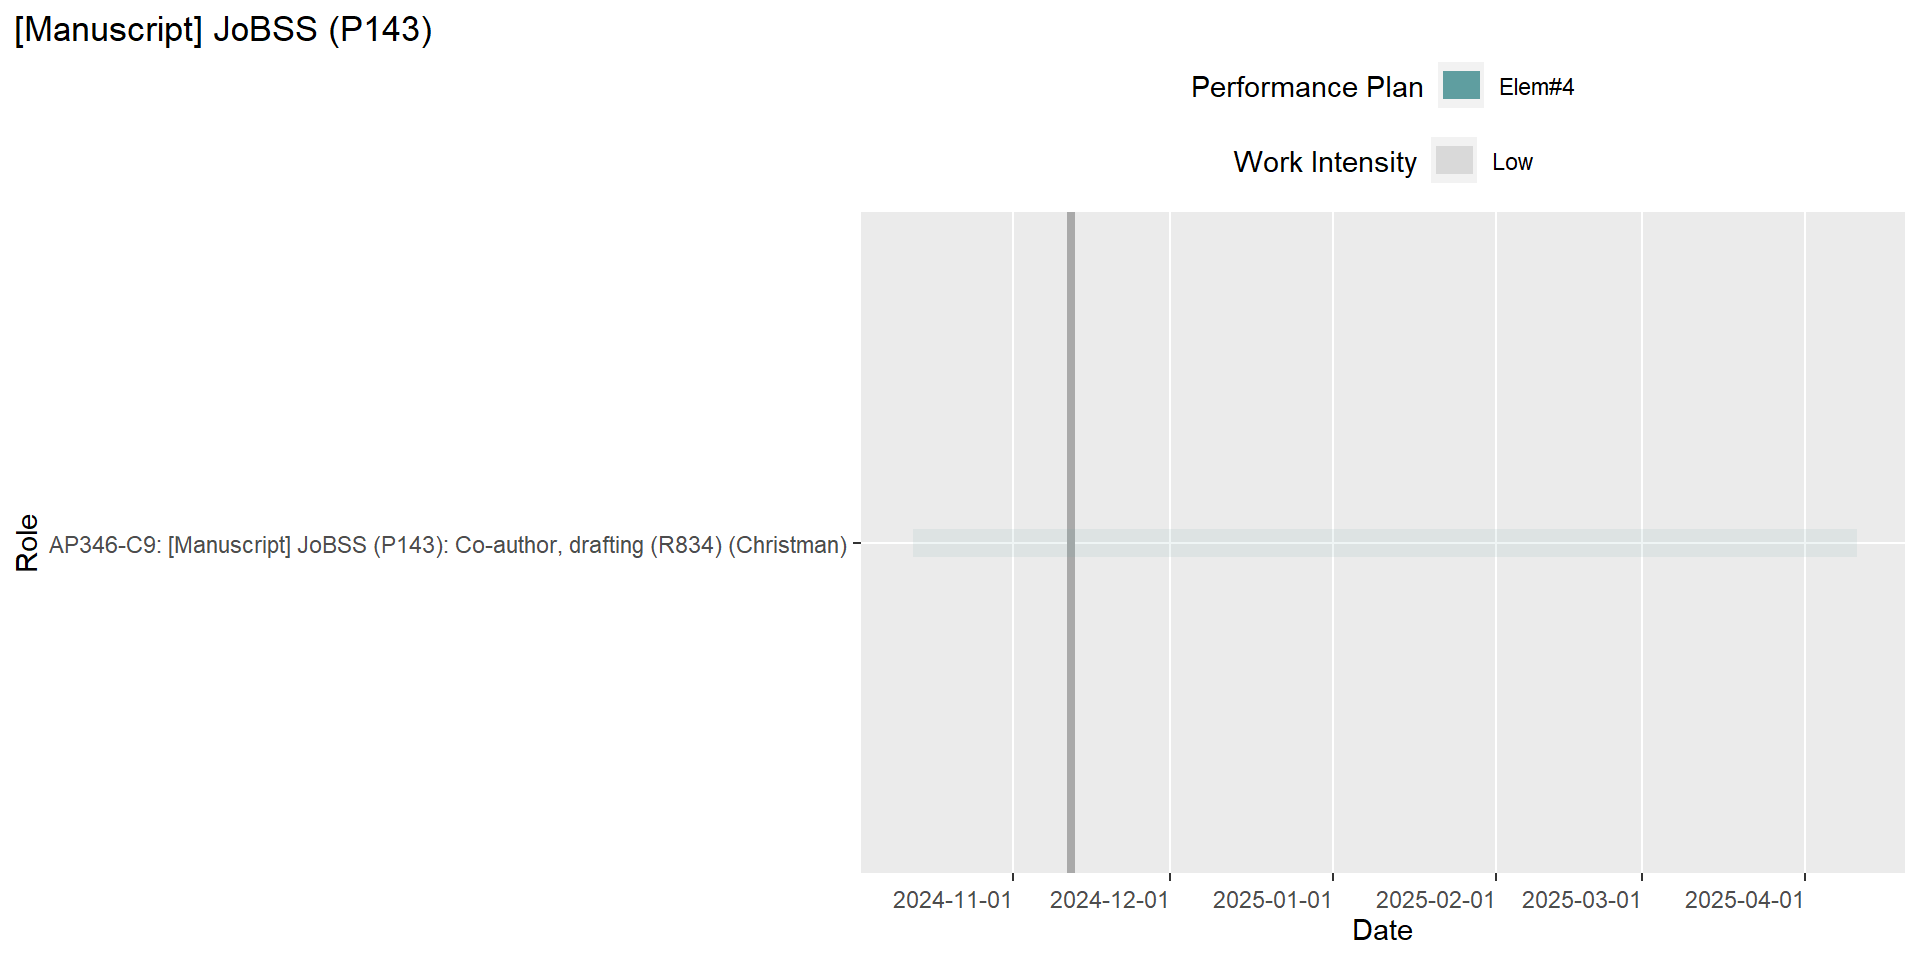 [Manuscript] JoBSS (P143)
Performance Plan Elem#4
Work Intensity Low
Role
AP346-C9: [Manuscript] JoBSS (P143): Co-author, drafting (R834) (Christman)
2024-11-01 2024-12-01 2025-01-01 2025-02-01 2025-03-01 2025-04-01
Date